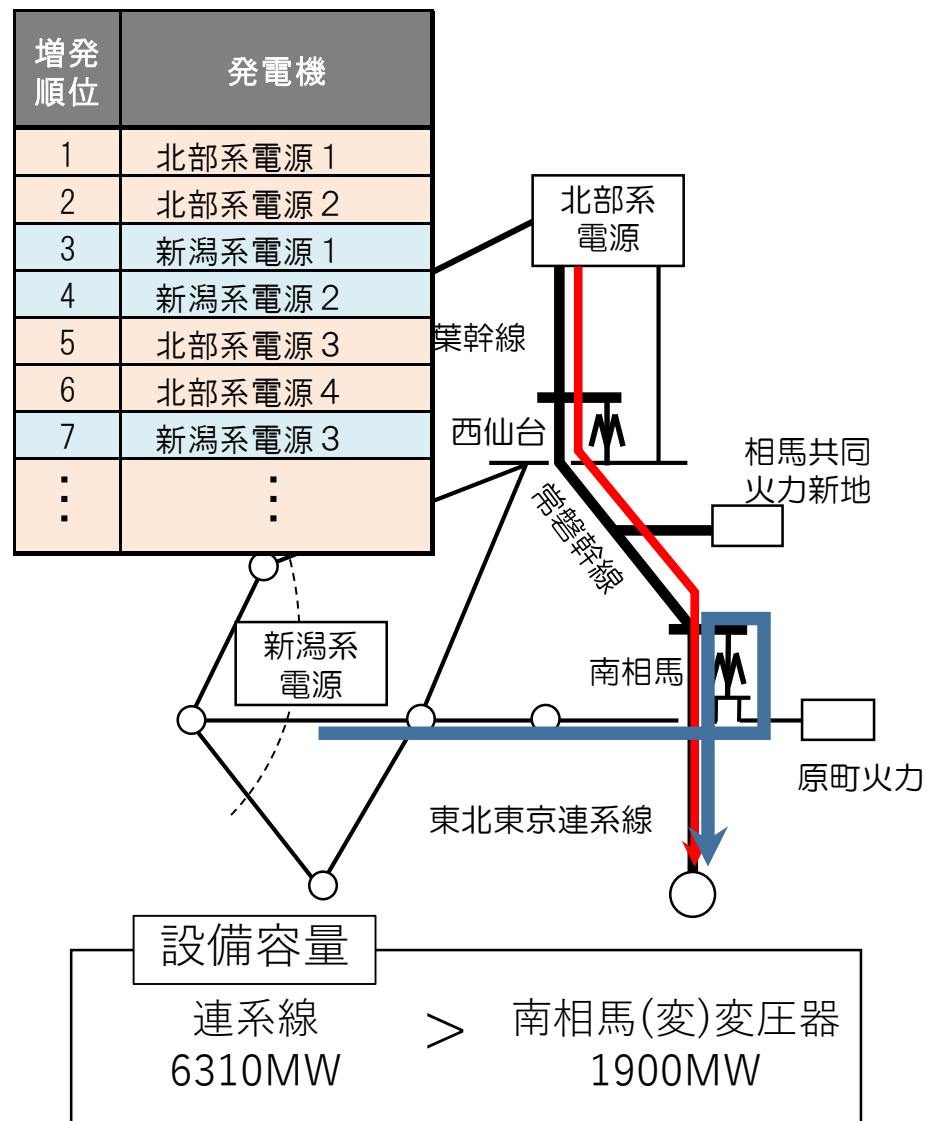 増発
順位
発電機
1
北部系電源1
2
北部系電源2
3
新潟系電源1
4
新潟系電源2
5
北部系電源3
6
北部系電源4
7
新潟系電源3
⋮
⋮
北部系
電源
葉幹線
西仙台
相馬共同
火力新地
常磐幹線
新潟系
電源
南相馬
原町火力
東北東京連系線
設備容量
連系線
6310MW
>
南相馬(変)変圧器
1900MW